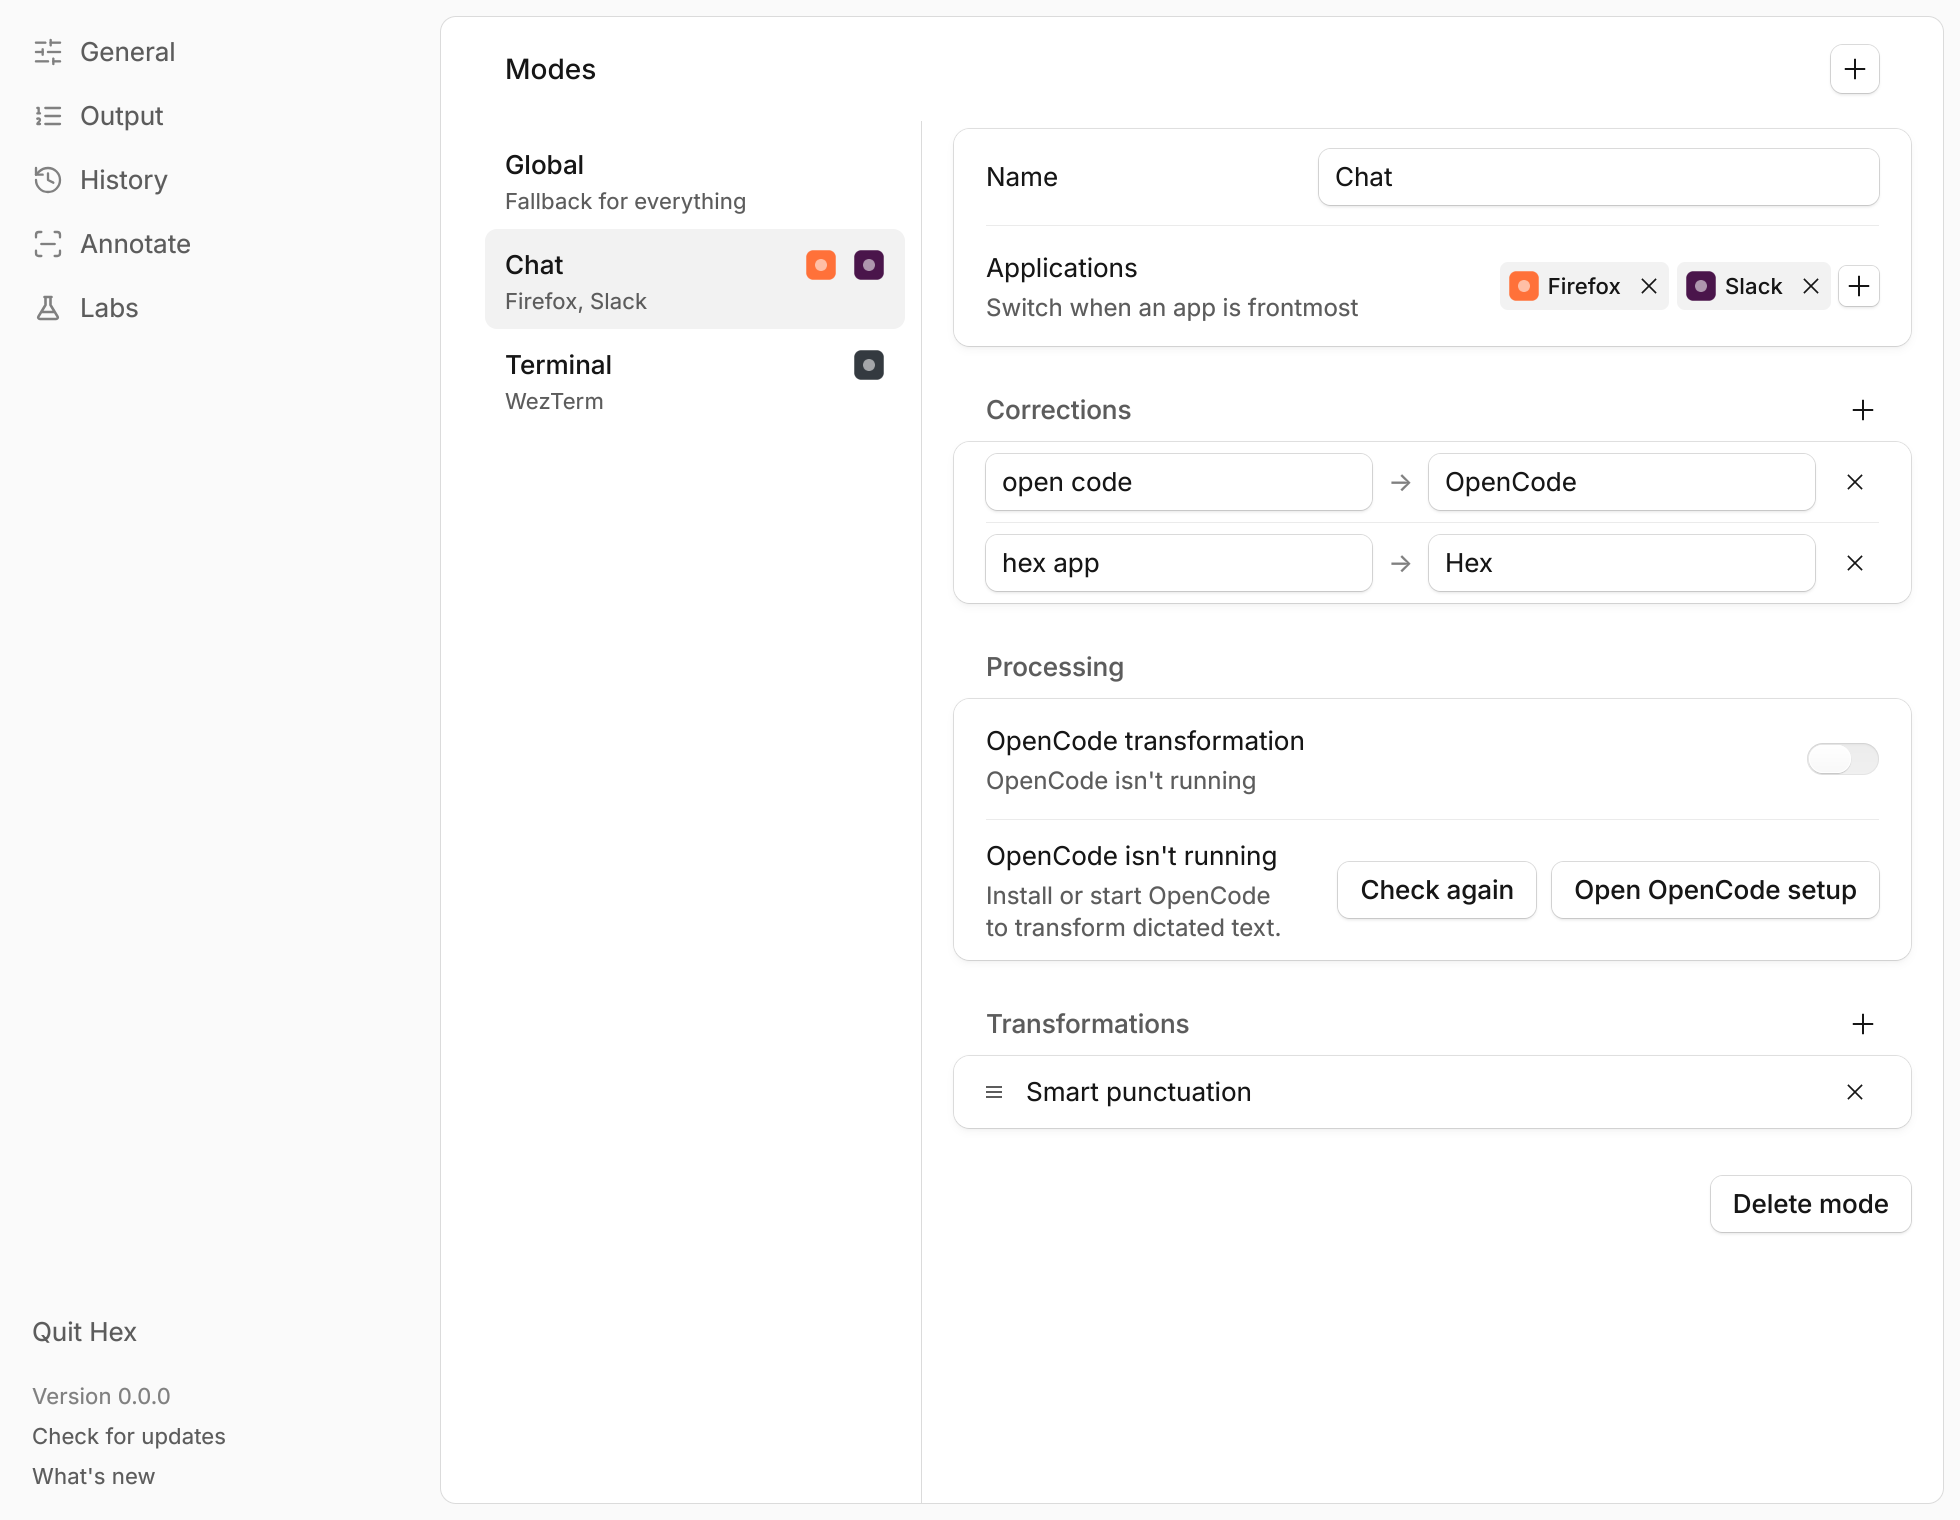 General
Output
History
Annotate
Labs
Quit Hex
Version 0.0.0
Check for updates
What's new
Modes
Global
Fallback for everything
Chat
Firefox, Slack
Terminal
WezTerm
Name
Chat
Applications
Switch when an app is frontmost
Firefox
Slack
Corrections
open code → OpenCode
hex app → Hex
Processing
OpenCode transformation
OpenCode isn't running
OpenCode isn't running
Install or start OpenCode
to transform dictated text.
Check again
Open OpenCode setup
Transformations
Smart punctuation
Delete mode